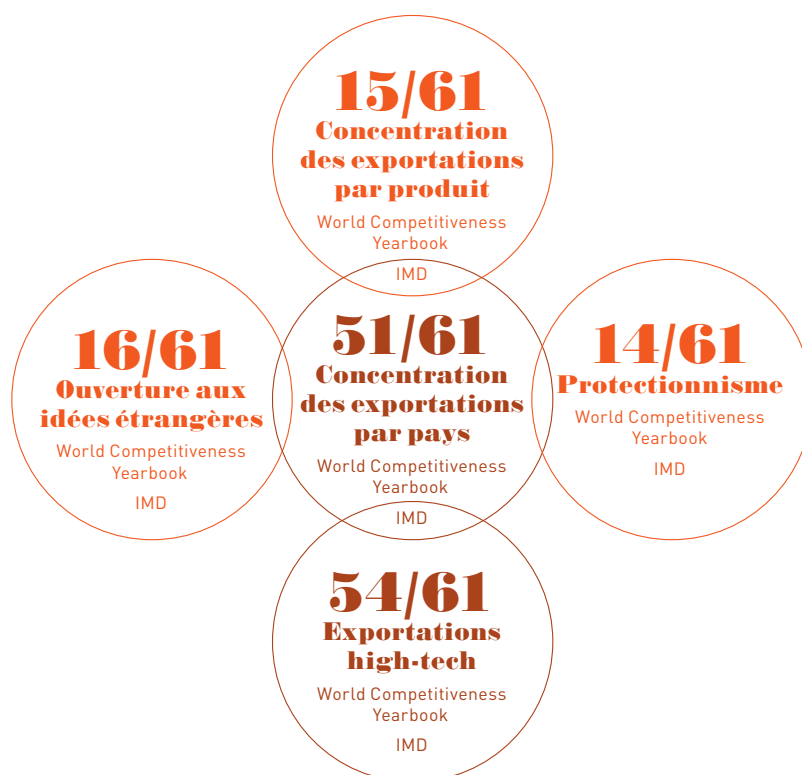 15/61
Concentration
des exportations
par produit
World Competitiveness
Yearbook
IMD
16/61
Ouverture aux
idées étrangères
World Competitiveness
Yearbook
IMD
51/61
Concentration
des exportations
par pays
World Competitiveness
Yearbook
IMD
14/61
Protectionnisme
World Competitiveness
Yearbook
IMD
54/61
Exportations
high-tech
World Competitiveness
Yearbook
IMD